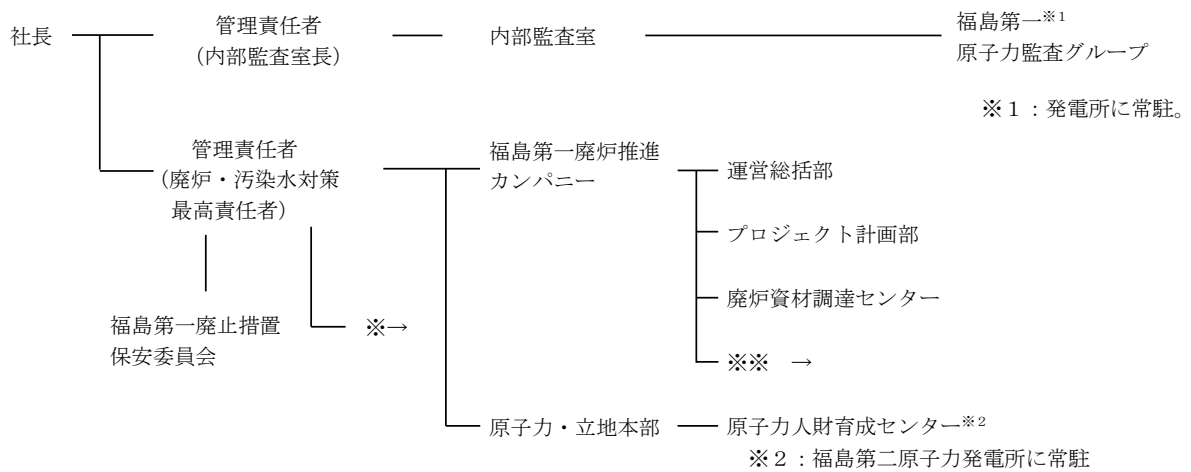 社長
管理責任者
(内部監査室長)
内部監査室
福島第一※1
原子力監査グループ
※1:発電所に常駐。
管理責任者
(廃炉・汚染水対策
最高責任者)
福島第一廃炉推進
カンパニー
運営総括部
プロジェクト計画部
廃炉資材調達センター
※※ →
福島第一廃止措置
保安委員会
※→
原子力・立地本部
原子力人財育成センター※2
※2:福島第二原子力発電所に常駐